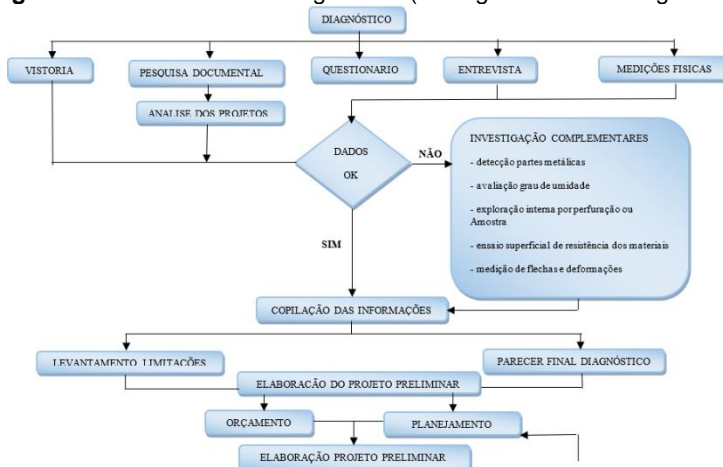 DIAGNÓSTICO
VISTORIA
PESQUISA DOCUMENTAL
QUESTIONARIO
ENTREVISTA
MEDIÇÕES FISICAS
ANALISE DOS PROJETOS
DADOS
OK
NÃO
SIM
INVESTIGAÇÃO COMPLEMENTARES
- detecção partes metálicas
- avaliação grau de umidade
- exploração interna por perfuração ou
Amostra
- ensaio superficial de resistência dos materiais
- medição de flechas e deformações
COPILAÇÃO DAS INFORMAÇÕES
LEVANTAMENTO LIMITAÇÕES
PARECER FINAL DIAGNÓSTICO
ELABORACÃO DO PROJETO PRELIMINAR
ORÇAMENTO
PLANEJAMENTO
ELABORAÇÃO PROJETO PRELIMINAR